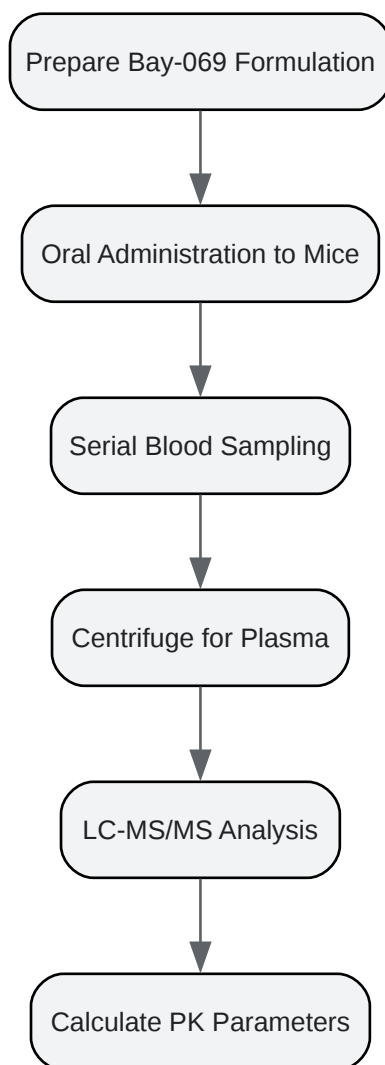 Prepare Bay-069 Formulation
Oral Administration to Mice
Serial Blood Sampling
Centrifuge for Plasma
LC-MS/MS Analysis
Calculate PK Parameters